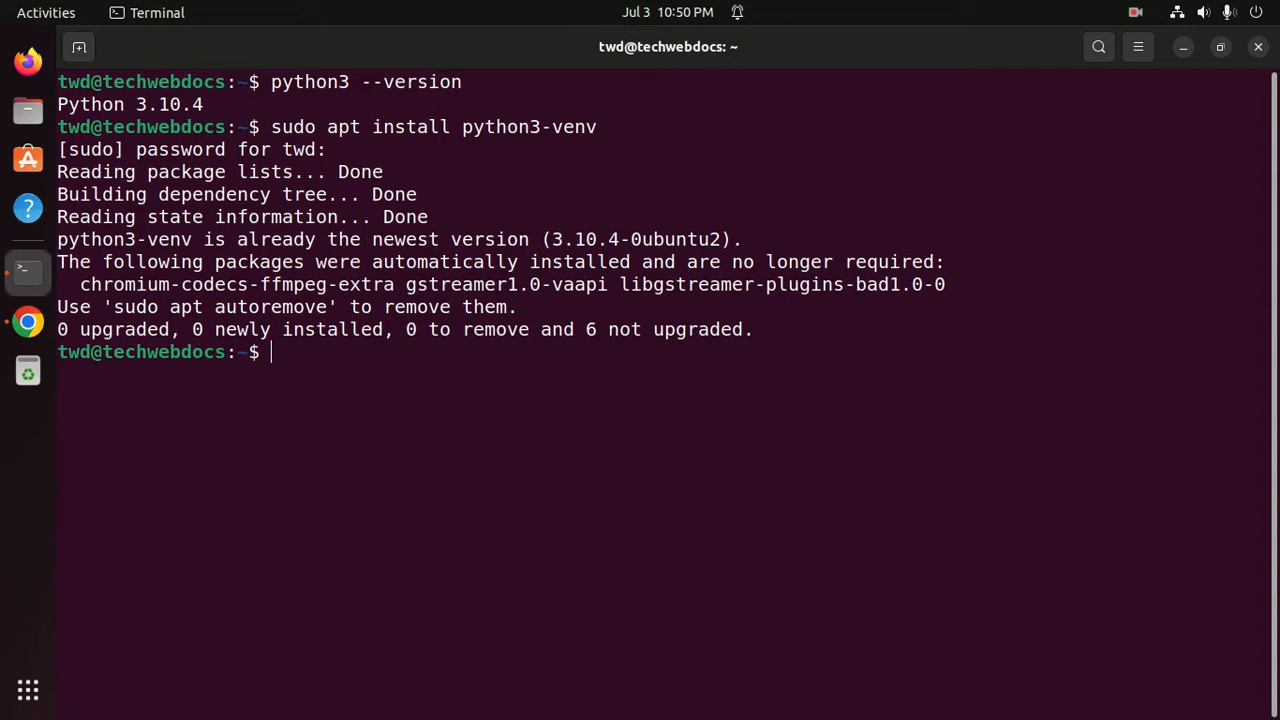 Activities Terminal Jul 3 10:50 PM
twd@techwebdocs: ~
twd@techwebdocs:~$ python3 --version
Python 3.10.4
twd@techwebdocs:~$ sudo apt install python3-venv
[sudo] password for twd:
Reading package lists... Done
Building dependency tree... Done
Reading state information... Done
python3-venv is already the newest version (3.10.4-0ubuntu2).
The following packages were automatically installed and are no longer required:
  chromium-codecs-ffmpeg-extra gstreamer1.0-vaapi libgstreamer-plugins-bad1.0-0
Use 'sudo apt autoremove' to remove them.
0 upgraded, 0 newly installed, 0 to remove and 6 not upgraded.
twd@techwebdocs:~$